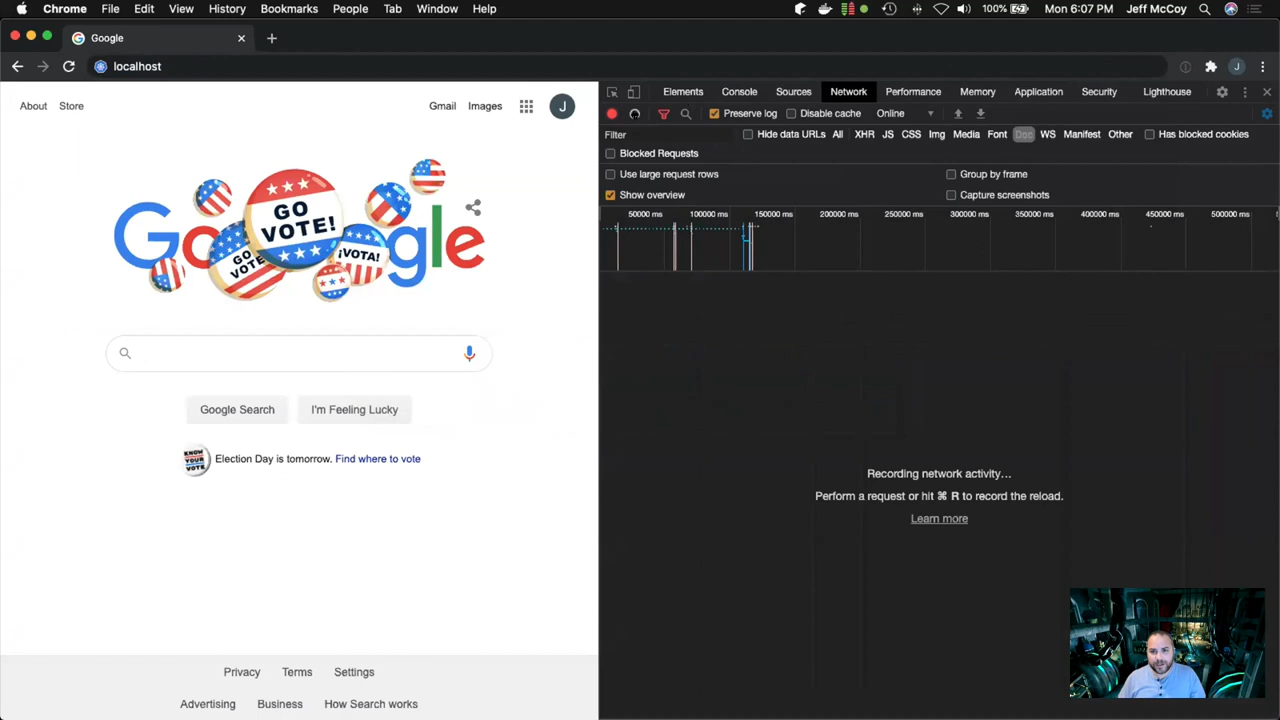 Chrome File Edit View History Bookmarks People Tab Window Help 100% Mon 6:07 PM Jeff McCoy
Google
localhost
About Store Gmail Images J
Elements Console Sources Network Performance Memory Application Security Lighthouse
Preserve log Disable cache Online
Filter Hide data URLs All XHR JS CSS Img Media Font Doc WS Manifest Other Has blocked cookies
Blocked Requests
Use large request rows Group by frame
Show overview Capture screenshots
50000 ms 100000 ms 150000 ms 200000 ms 250000 ms 300000 ms 350000 ms 400000 ms 450000 ms 500000 ms
Google
GO VOTE!
GO VOTE!
¡VOTA!
Google Search I'm Feeling Lucky
KNOW YOUR VOTE
Election Day is tomorrow. Find where to vote
Recording network activity…
Perform a request or hit ⌘ R to record the reload.
Learn more
Privacy Terms Settings
Advertising Business How Search works